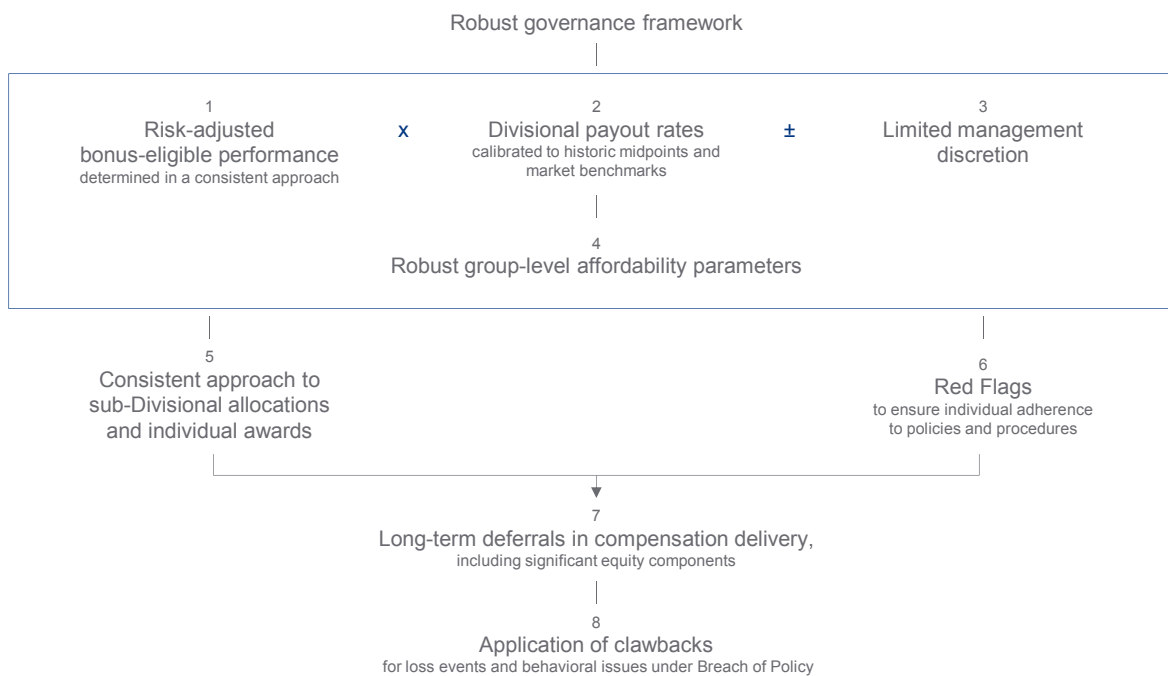 Robust governance framework
1
Risk-adjusted
bonus-eligible performance
determined in a consistent approach
x
2
Divisional payout rates
calibrated to historic midpoints and
market benchmarks
±
3
Limited management
discretion
4
Robust group-level affordability parameters
5
Consistent approach to
sub-Divisional allocations
and individual awards
6
Red Flags
to ensure individual adherence
to policies and procedures
7
Long-term deferrals in compensation delivery,
including significant equity components
8
Application of clawbacks
for loss events and behavioral issues under Breach of Policy